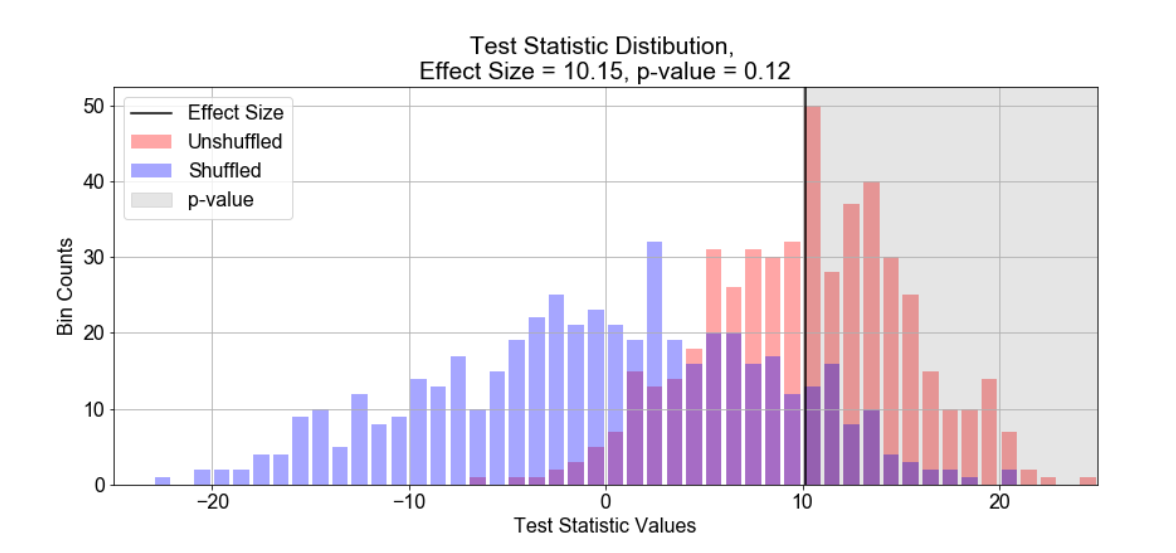 Test Statistic Distibution,
Effect Size = 10.15, p-value = 0.12
Effect Size
Unshuffled
Shuffled
p-value
Bin Counts
50
40
30
20
10
0
−20
−10
0
10
20
Test Statistic Values